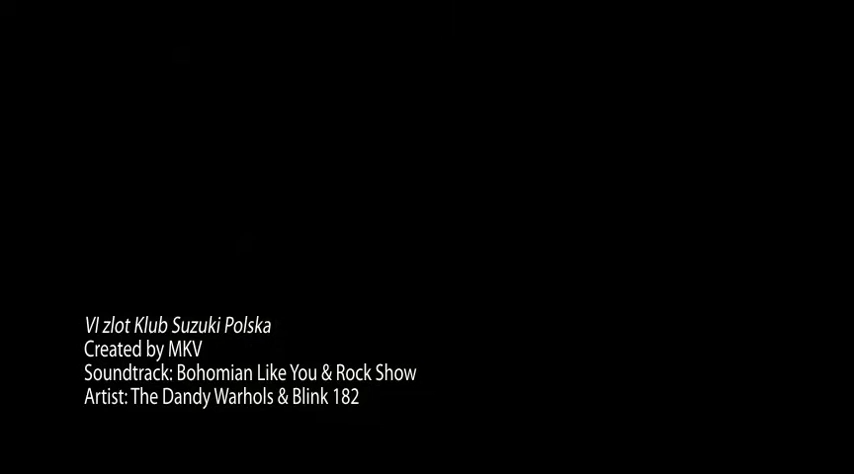 VI zlot Klub Suzuki Polska
Created by MKV
Soundtrack: Bohomian Like You & Rock Show
Artist: The Dandy Warhols & Blink 182